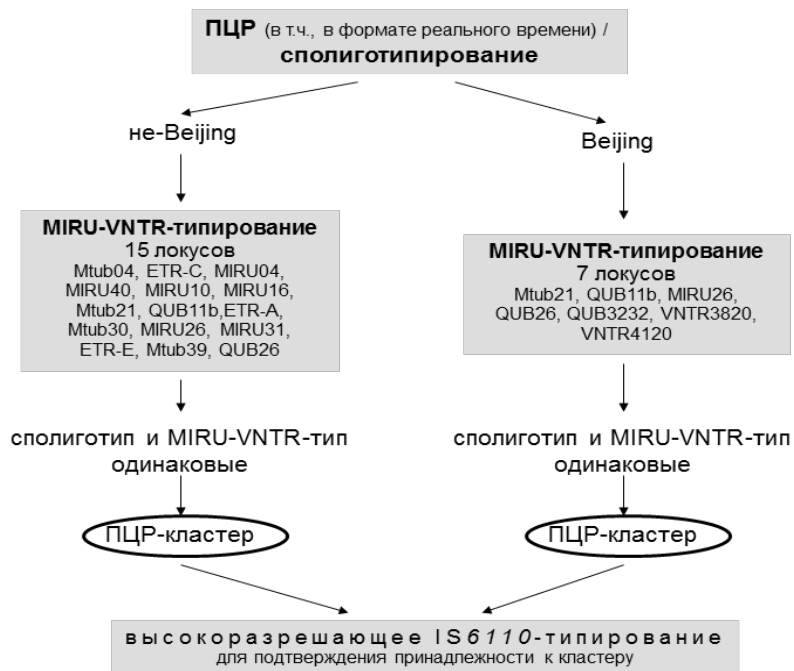 ПЦР (в т.ч., в формате реального времени) /
сполиготипирование
не-Beijing
MIRU-VNTR-типирование
15 локусов
Mtub04, ETR-C, MIRU04,
MIRU40, MIRU10, MIRU16,
Mtub21, QUB11b,ETR-A,
Mtub30, MIRU26, MIRU31,
ETR-E, Mtub39, QUB26
сполиготип и MIRU-VNTR-тип
одинаковые
ПЦР-кластер
Beijing
MIRU-VNTR-типирование
7 локусов
Mtub21, QUB11b, MIRU26,
QUB26, QUB3232, VNTR3820,
VNTR4120
сполиготип и MIRU-VNTR-тип
одинаковые
ПЦР-кластер
высокоразрешающее IS6110-типирование
для подтверждения принадлежности к кластеру